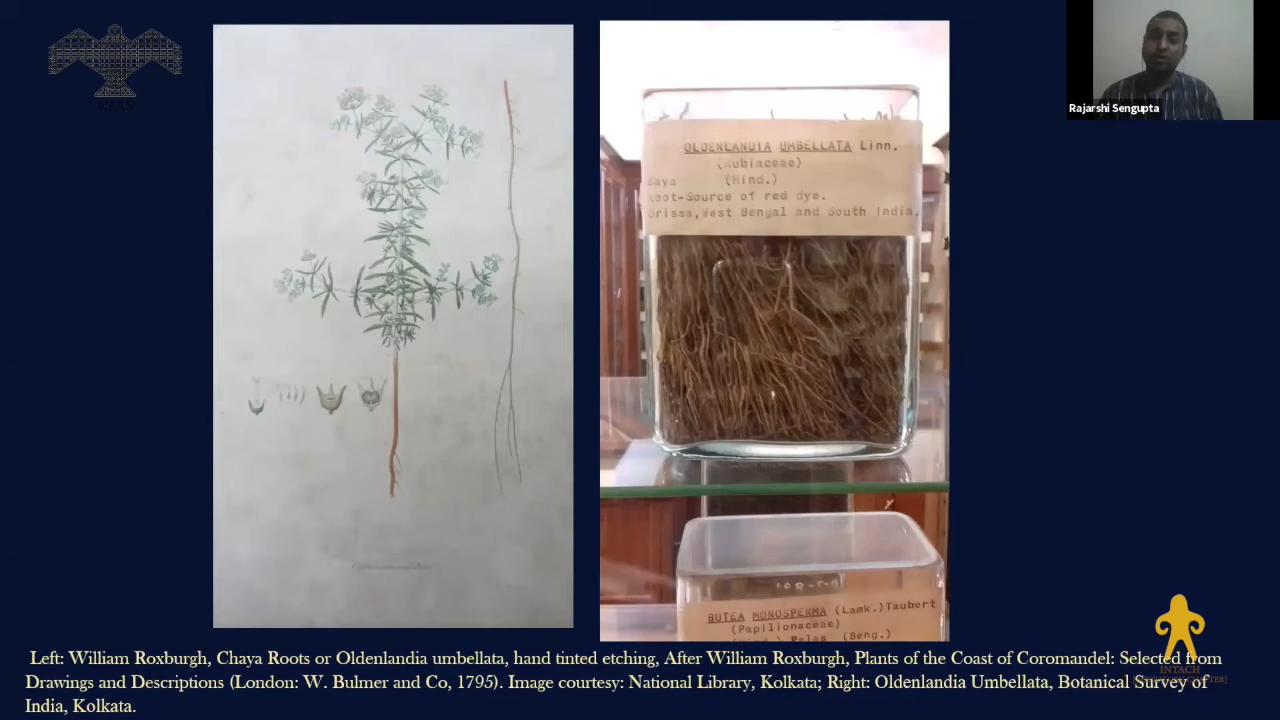 NIAS
Rajarshi Sengupta
OLDENLANDIA UMBELLATA Linn.
(Rubiaceae)
Saya (Hind.)
Root-Source of red dye.
Orissa, West Bengal and South India.
BUTEA MONOSPERMA (Lamk.) Taubert
(Papilionaceae)
Palas (Beng.)
Left: William Roxburgh, Chaya Roots or Oldenlandia umbellata, hand tinted etching, After William Roxburgh, Plants of the Coast of Coromandel: Selected from
Drawings and Descriptions (London: W. Bulmer and Co, 1795). Image courtesy: National Library, Kolkata; Right: Oldenlandia Umbellata, Botanical Survey of
India, Kolkata.
INTACH